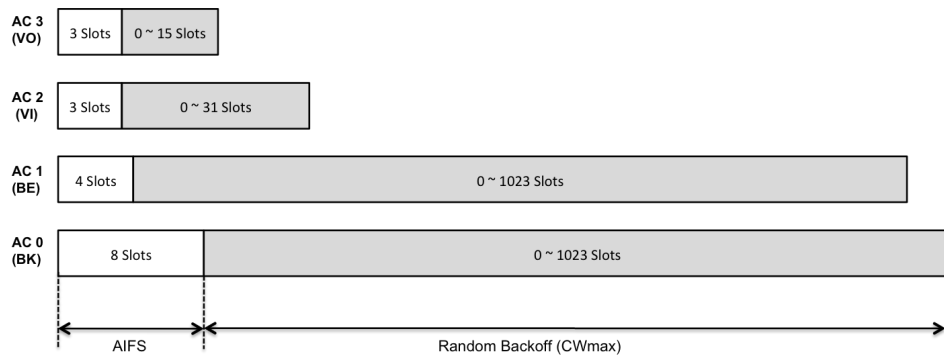 AC 3
(VO)
3 Slots
0 ~ 15 Slots
AC 2
(VI)
3 Slots
0 ~ 31 Slots
AC 1
(BE)
4 Slots
0 ~ 1023 Slots
AC 0
(BK)
8 Slots
0 ~ 1023 Slots
AIFS
Random Backoff (CWmax)